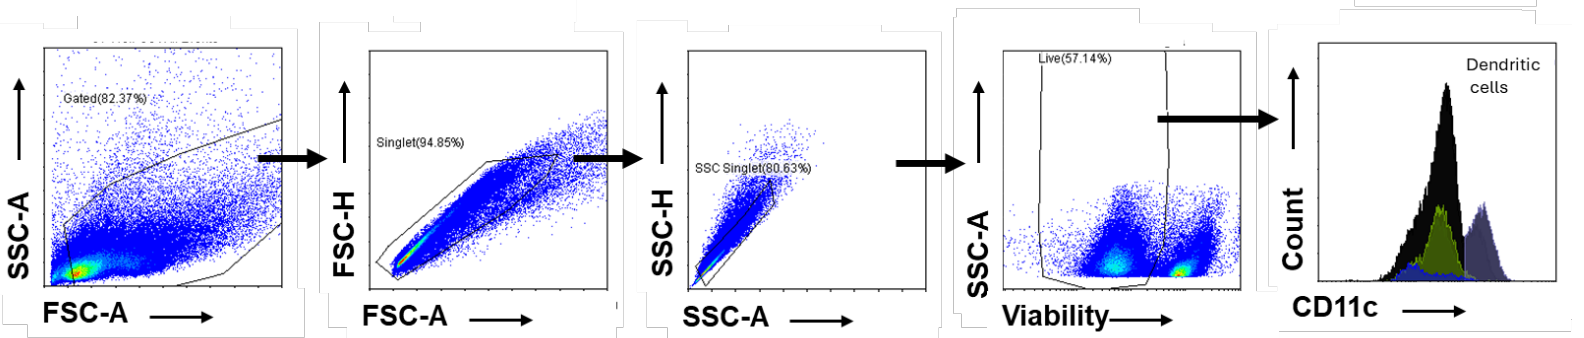 Gated(82.37%)
SSC-A
FSC-A
Singlet(94.85%)
FSC-H
FSC-A
SSC Singlet(80.63%)
SSC-H
SSC-A
Live(57.14%)
SSC-A
Viability
Dendritic
cells
Count
CD11c